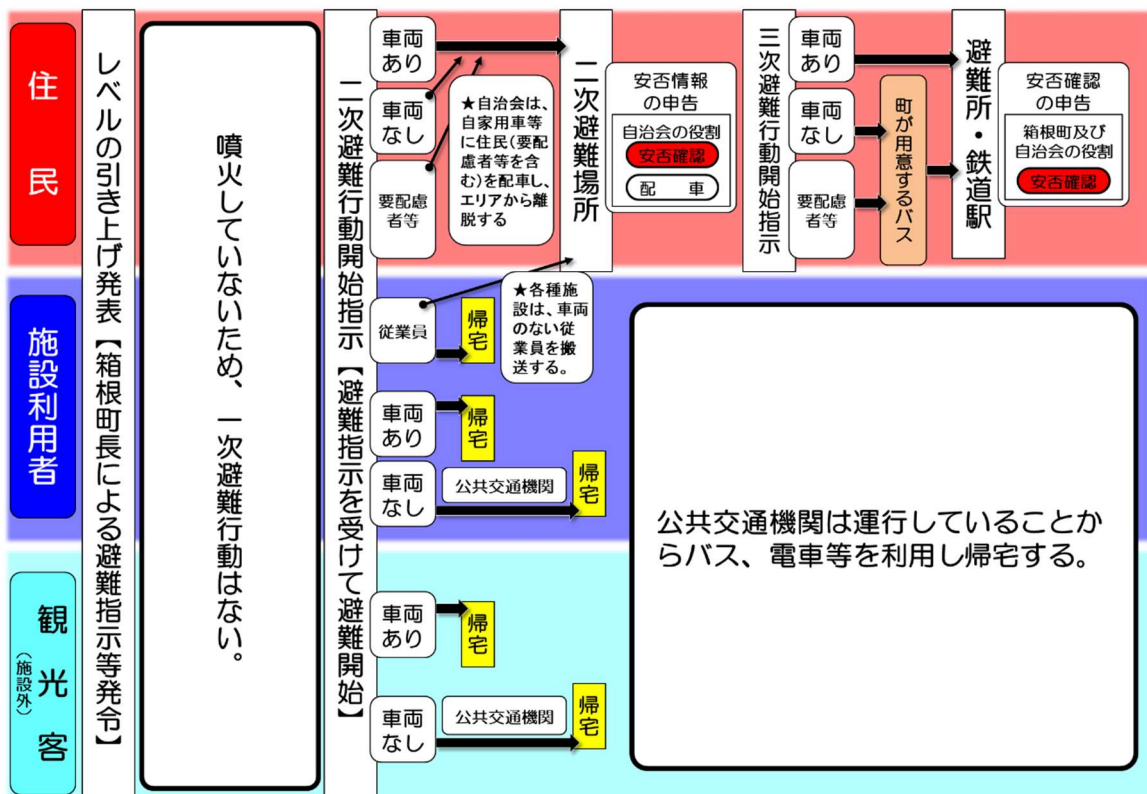 住民
レベルの引き上げ発表【箱根町長による避難指示等発令】
噴火していないため、一次避難行動はない。
二次避難行動開始指示【避難指示を受けて避難開始】
車両
あり
車両
なし
要配慮
者等
★自治会は、
自家用車等
に住民(要配
慮者等を含
む)を配車し、
エリアから離
脱する
二次避難場所
安否情報
の申告
自治会の役割
安否確認
配　車
三次避難行動開始指示
車両
あり
車両
なし
要配慮
者等
町が用意するバス
避難所・鉄道駅
安否確認
の申告
箱根町及び
自治会の役割
安否確認
施設利用者
従業員
帰宅
★各種施
設は、車両
のない従
業員を搬
送する。
車両
あり
帰宅
車両
なし
公共交通機関
帰宅
公共交通機関は運行していることか
らバス、電車等を利用し帰宅する。
観光客
(施設外)
車両
あり
帰宅
車両
なし
公共交通機関
帰宅